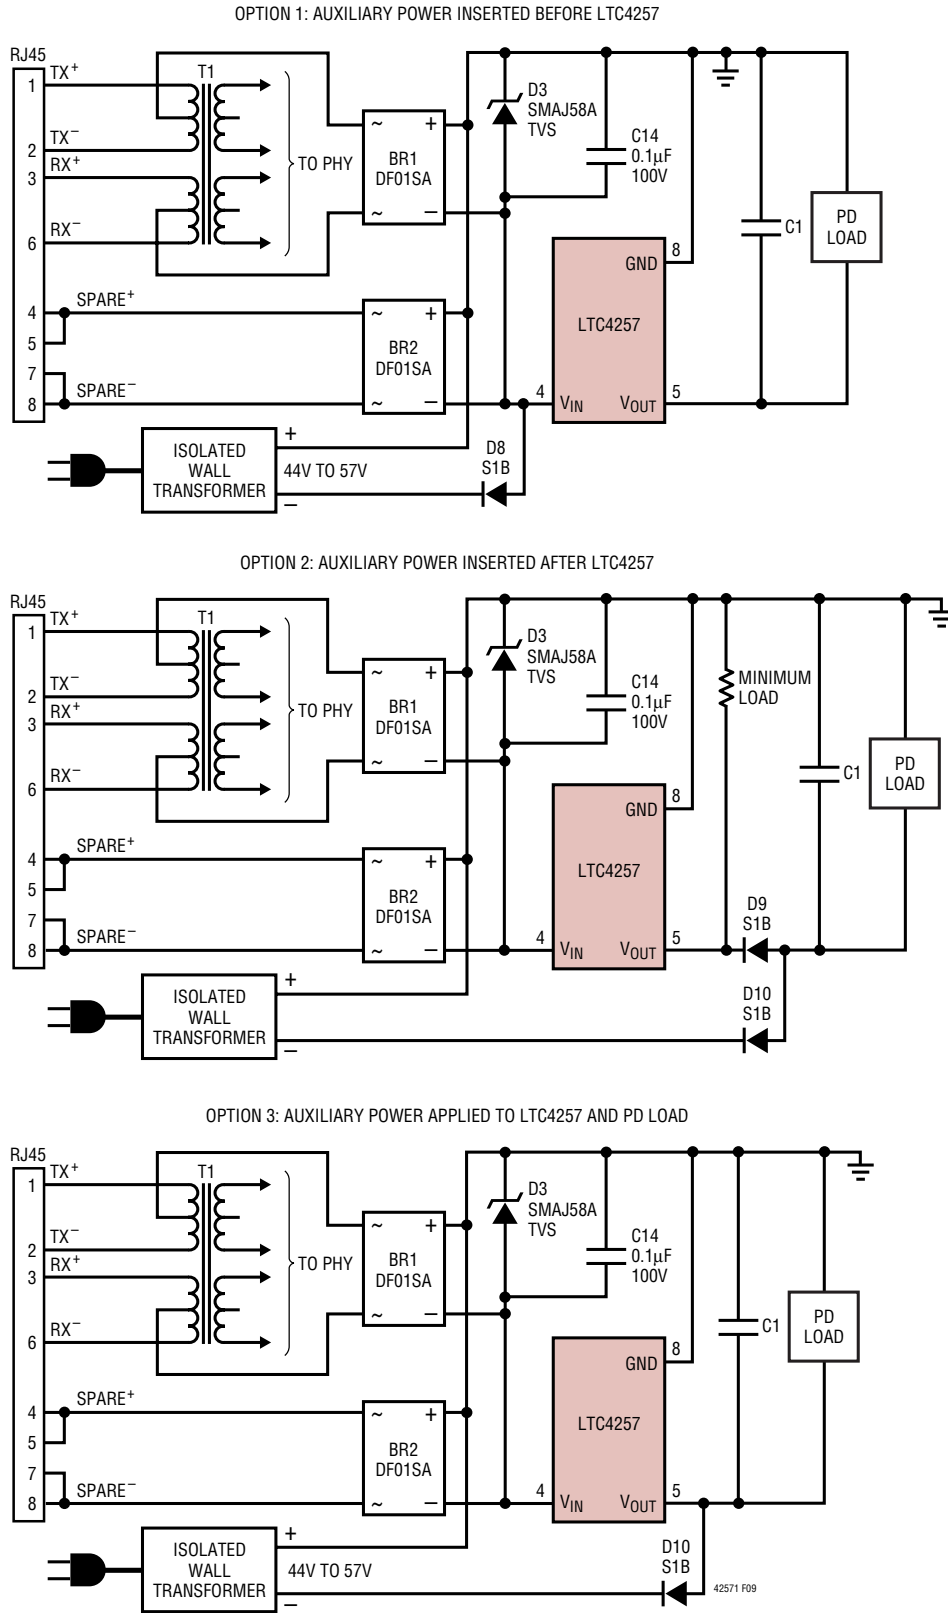 OPTION 1: AUXILIARY POWER INSERTED BEFORE LTC4257
RJ45
1
TX+
2
TX−
3
RX+
6
RX−
4
SPARE+
5
7
8
SPARE−
T1
TO PHY
~
+
BR1
DF01SA
~
−
~
+
BR2
DF01SA
~
−
D3
SMAJ58A
TVS
C14
0.1µF
100V
C1
PD
LOAD
GND
8
LTC4257
4
VIN
VOUT
5
ISOLATED
WALL
TRANSFORMER
+
44V TO 57V
−
D8
S1B
OPTION 2: AUXILIARY POWER INSERTED AFTER LTC4257
RJ45
1
TX+
2
TX−
3
RX+
6
RX−
4
SPARE+
5
7
8
SPARE−
T1
TO PHY
~
+
BR1
DF01SA
~
−
~
+
BR2
DF01SA
~
−
D3
SMAJ58A
TVS
C14
0.1µF
100V
MINIMUM
LOAD
C1
PD
LOAD
GND
8
LTC4257
4
VIN
VOUT
5
D9
S1B
D10
S1B
ISOLATED
WALL
TRANSFORMER
+
−
OPTION 3: AUXILIARY POWER APPLIED TO LTC4257 AND PD LOAD
RJ45
1
TX+
2
TX−
3
RX+
6
RX−
4
SPARE+
5
7
8
SPARE−
T1
TO PHY
~
+
BR1
DF01SA
~
−
~
+
BR2
DF01SA
~
−
D3
SMAJ58A
TVS
C14
0.1µF
100V
C1
PD
LOAD
GND
8
LTC4257
4
VIN
VOUT
5
ISOLATED
WALL
TRANSFORMER
+
44V TO 57V
−
D10
S1B
42571 F09